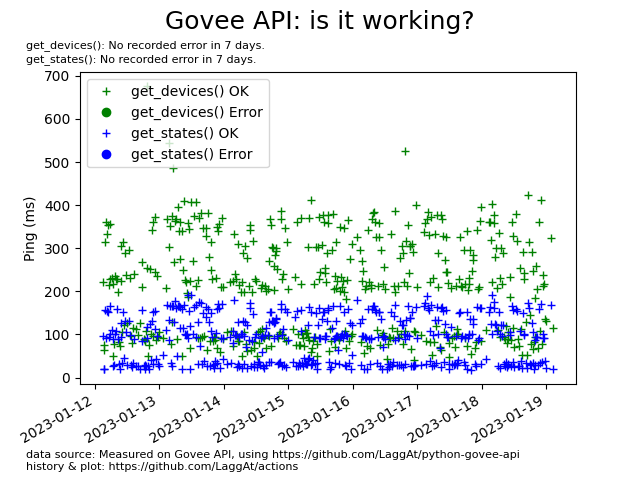 Govee API: is it working?
get_devices(): No recorded error in 7 days.
get_states(): No recorded error in 7 days.
700
600
500
400
300
200
100
0
Ping (ms)
get_devices() OK
get_devices() Error
get_states() OK
get_states() Error
2023-01-12
2023-01-13
2023-01-14
2023-01-15
2023-01-16
2023-01-17
2023-01-18
2023-01-19
data source: Measured on Govee API, using https://github.com/LaggAt/python-govee-api
history & plot: https://github.com/LaggAt/actions